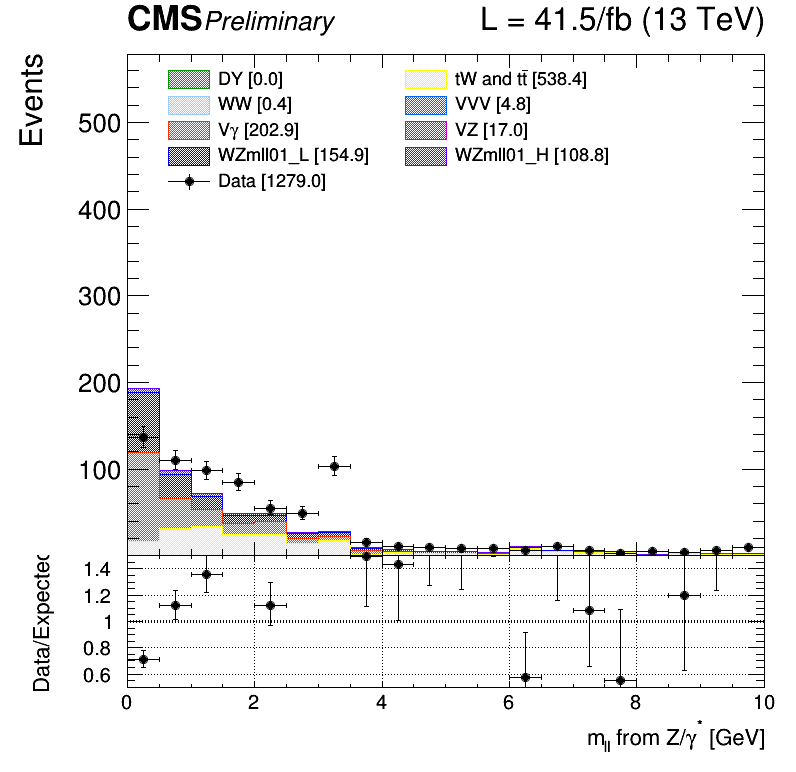 CMS Preliminary L = 41.5/fb (13 TeV)
Events
DY [0.0] tW and tt̄ [538.4]
WW [0.4] VVV [4.8]
Vγ [202.9] VZ [17.0]
WZmll01_L [154.9] WZmll01_H [108.8]
Data [1279.0]
500
400
300
200
100
Data/Expected
1.4
1.2
1
0.8
0.6
0 2 4 6 8 10
m_ll from Z/γ* [GeV]